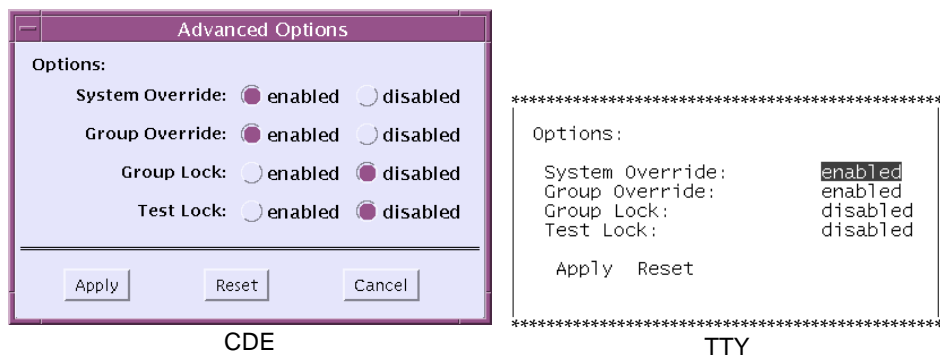 Advanced Options
Options:
System Override: enabled disabled
Group Override: enabled disabled
Group Lock: enabled disabled
Test Lock: enabled disabled
Apply Reset Cancel
CDE
*************************************************
Options:
System Override: enabled
Group Override: enabled
Group Lock: disabled
Test Lock: disabled
Apply Reset
*************************************************
TTY